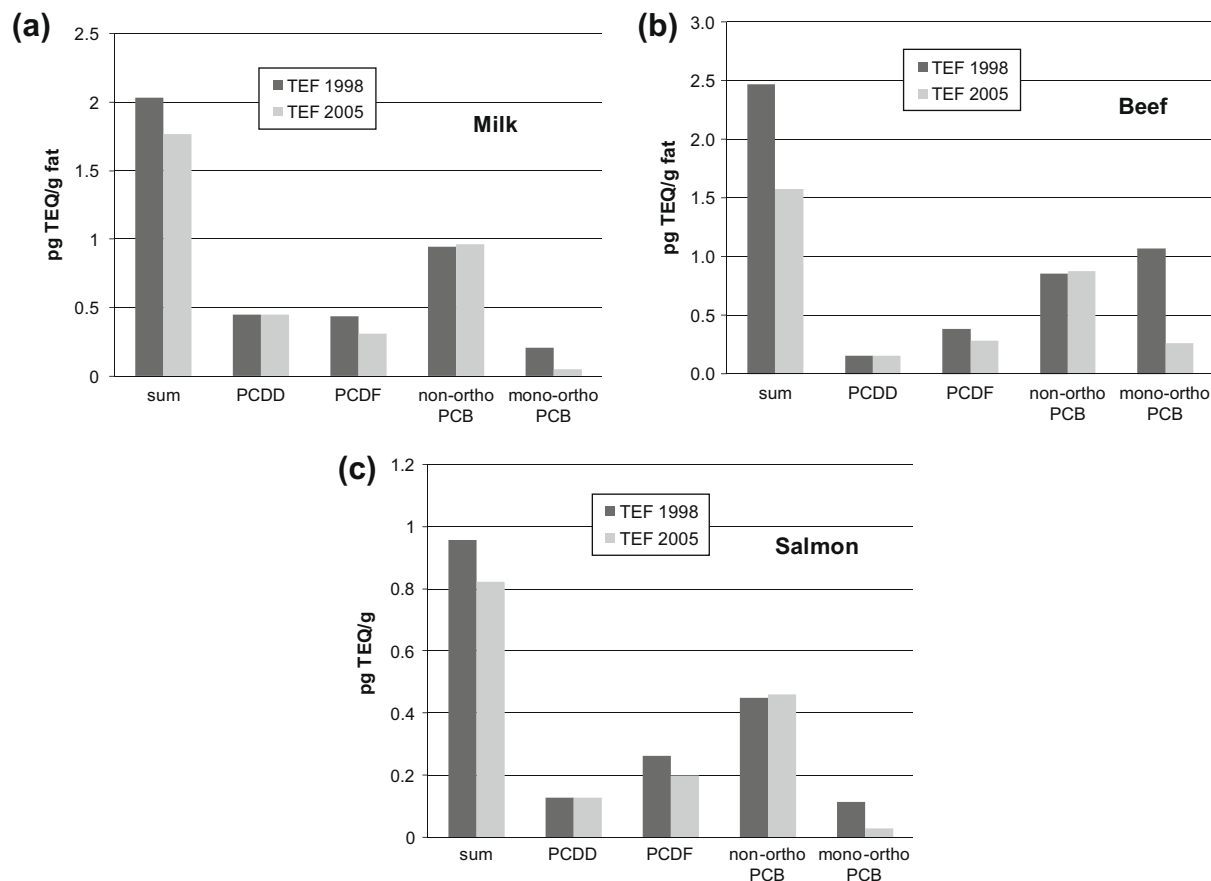 (a)
2.5
2
1.5
1
0.5
0
pg TEQ/g fat
TEF 1998
TEF 2005
Milk
sum
PCDD
PCDF
non-ortho
PCB
mono-ortho
PCB
(b)
3.0
2.5
2.0
1.5
1.0
0.5
0.0
pg TEQ/g fat
TEF 1998
TEF 2005
Beef
sum
PCDD
PCDF
non-ortho
PCB
mono-ortho
PCB
(c)
1.2
1
0.8
0.6
0.4
0.2
0
pg TEQ/g
TEF 1998
TEF 2005
Salmon
sum
PCDD
PCDF
non-ortho
PCB
mono-ortho
PCB